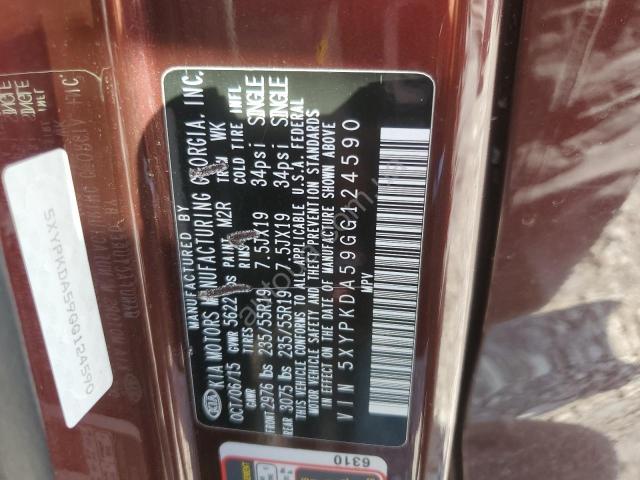 MANUFACTURED BY
KIA MOTORS MANUFACTURING GEORGIA, INC.
OCT/06/15 GVWR 5622 lbs PAINT M2R TRIM WK
GAWR RIMS COLD TIRE INFL
FRONT 2976 lbs 235/55R19 7.5JX19 34psi SINGLE
REAR 3075 lbs 235/55R19 7.5JX19 34psi SINGLE
THIS VEHICLE CONFORMS TO ALL APPLICABLE U.S.A. FEDERAL
MOTOR VEHICLE SAFETY AND THEFT PREVENTION STANDARDS
IN EFFECT ON THE DATE OF MANUFACTURE SHOWN ABOVE.
VIN 5XYPKDA59GG124590
MPV
6310